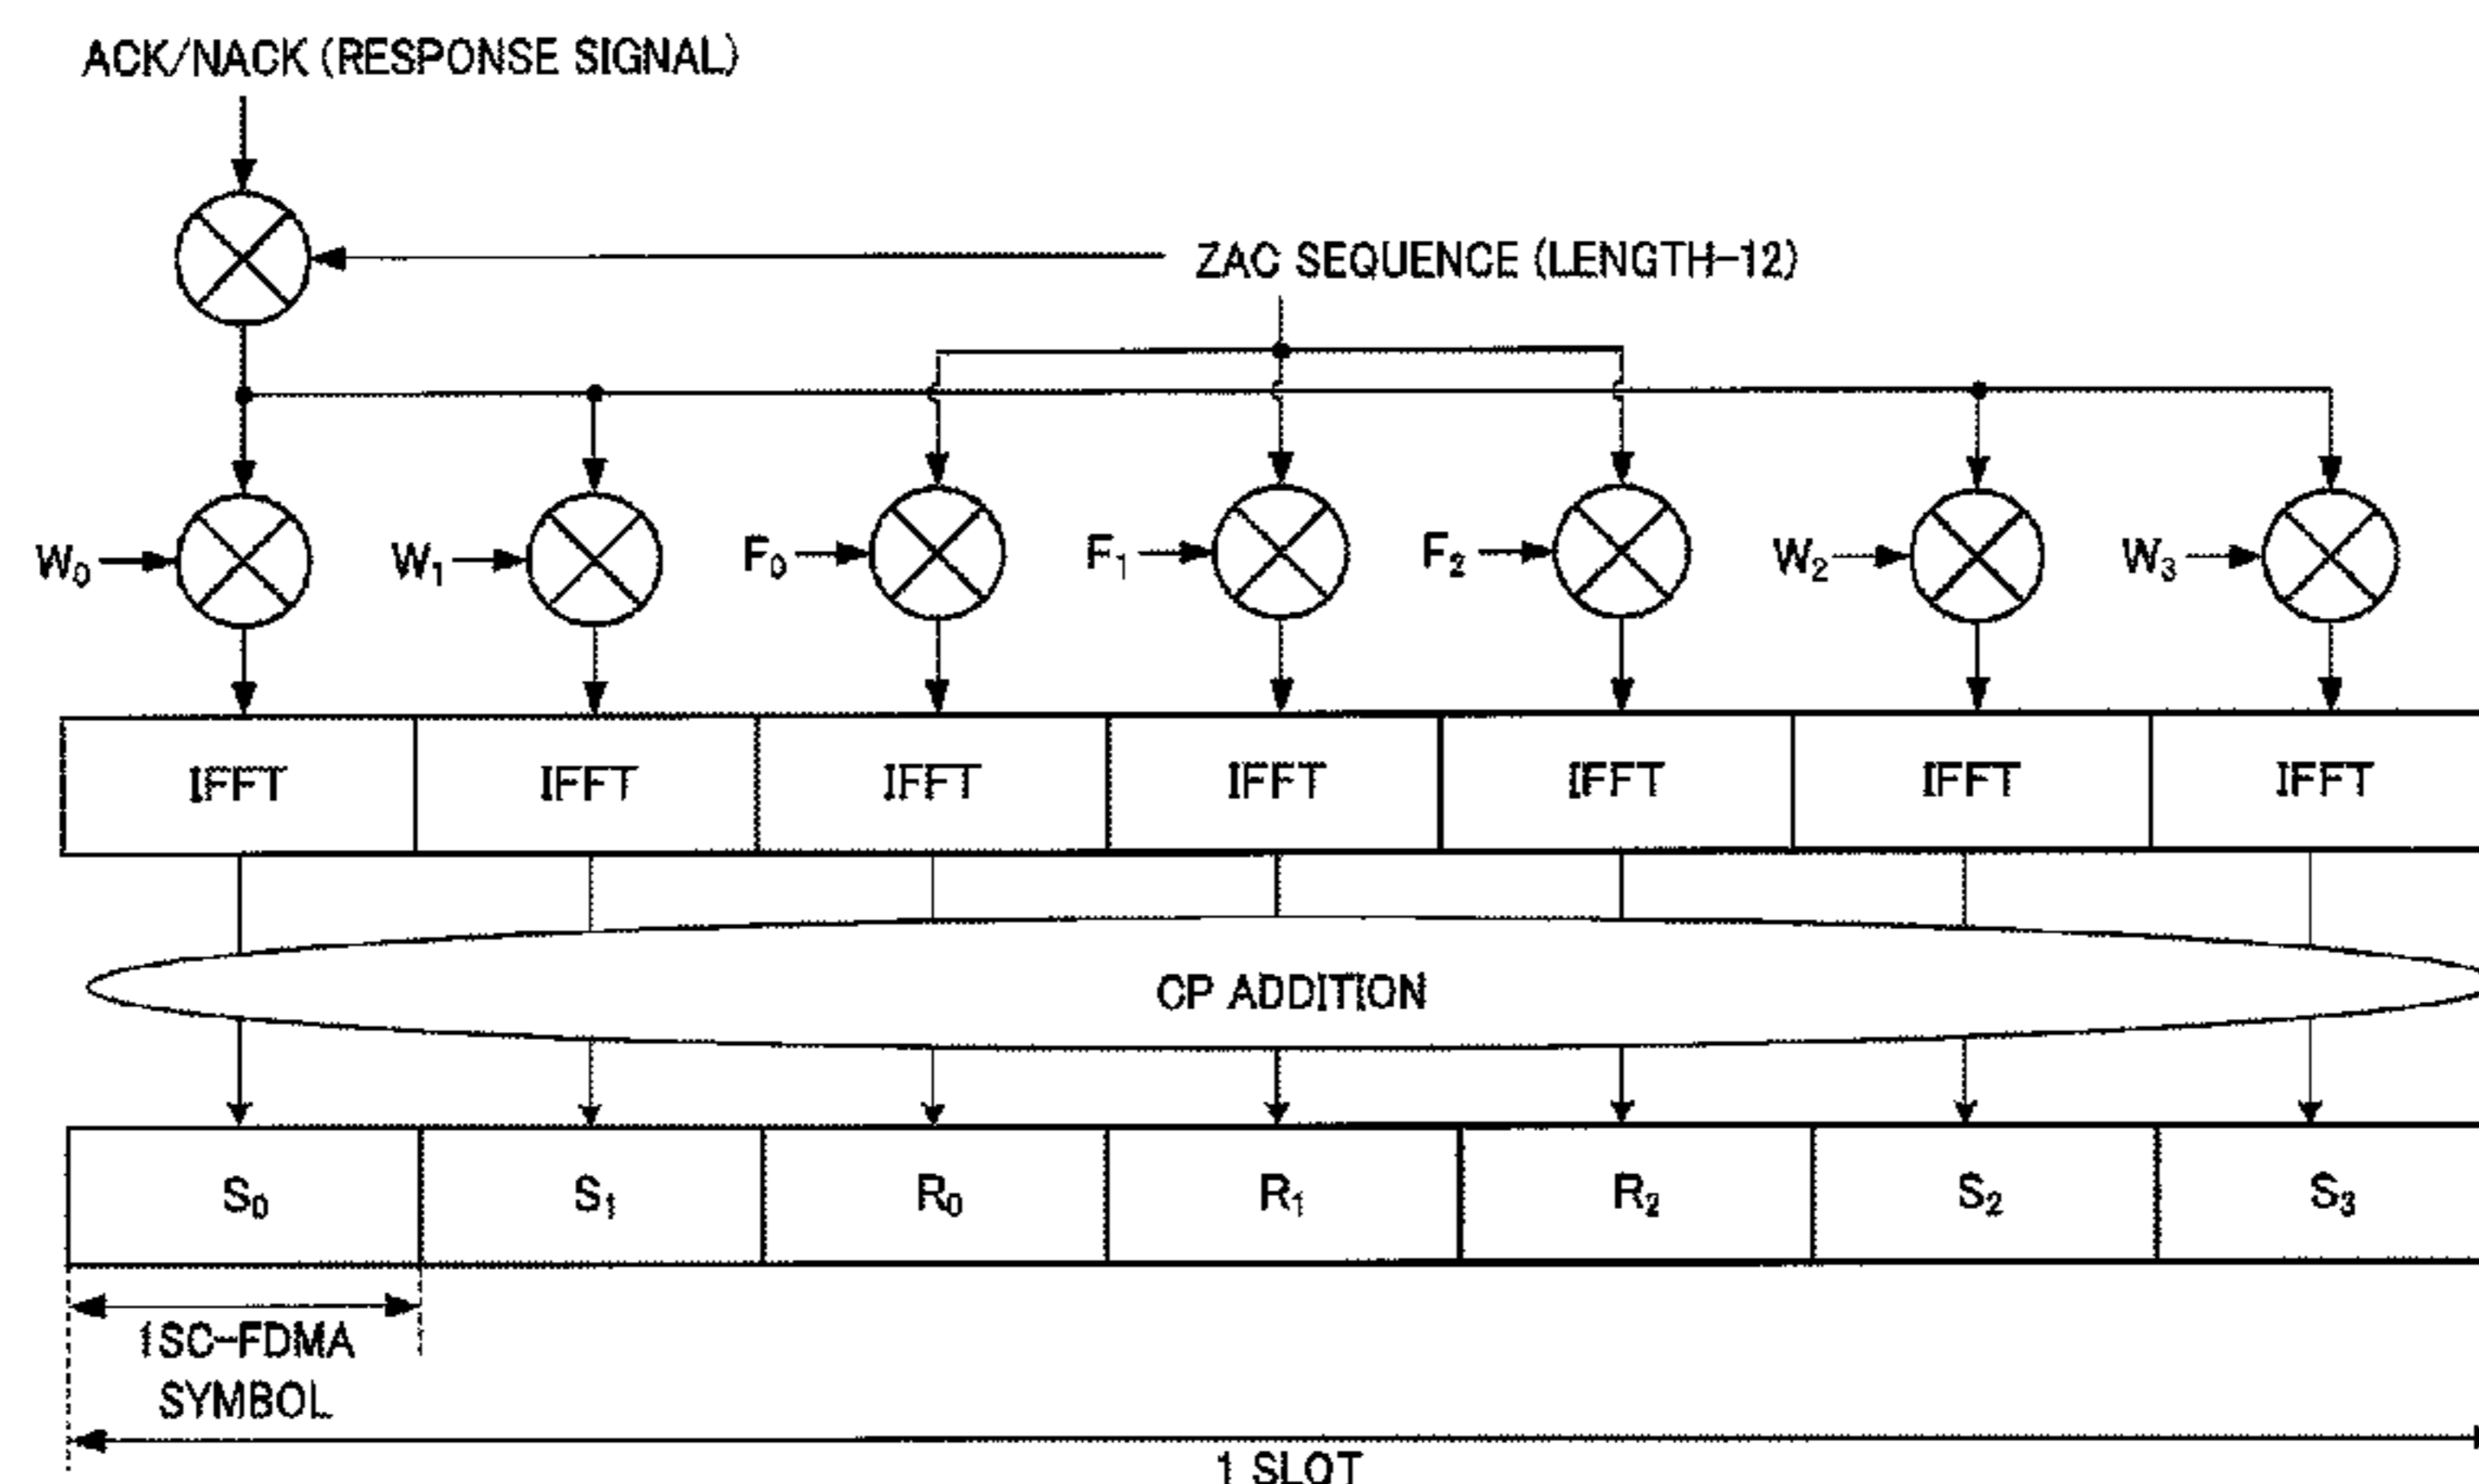 ACK/NACK (RESPONSE SIGNAL)
ZAC SEQUENCE (LENGTH-12)
W₀ W₁ F₀ F₁ F₂ W₂ W₃
IFFT IFFT IFFT IFFT IFFT IFFT IFFT
CP ADDITION
S₀ S₁ R₀ R₁ R₂ S₂ S₃
1SC-FDMA
SYMBOL
1 SLOT